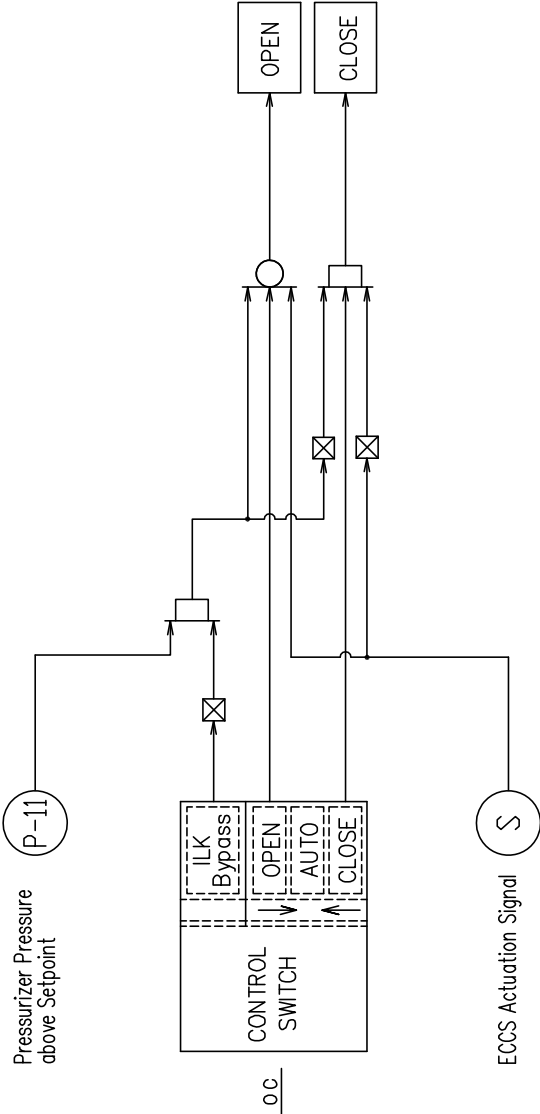 Pressurizer Pressure
above Setpoint
P-11
OC
CONTROL
SWITCH
ILK
Bypass
OPEN
AUTO
CLOSE
ECCS Actuation Signal
S
OPEN
CLOSE